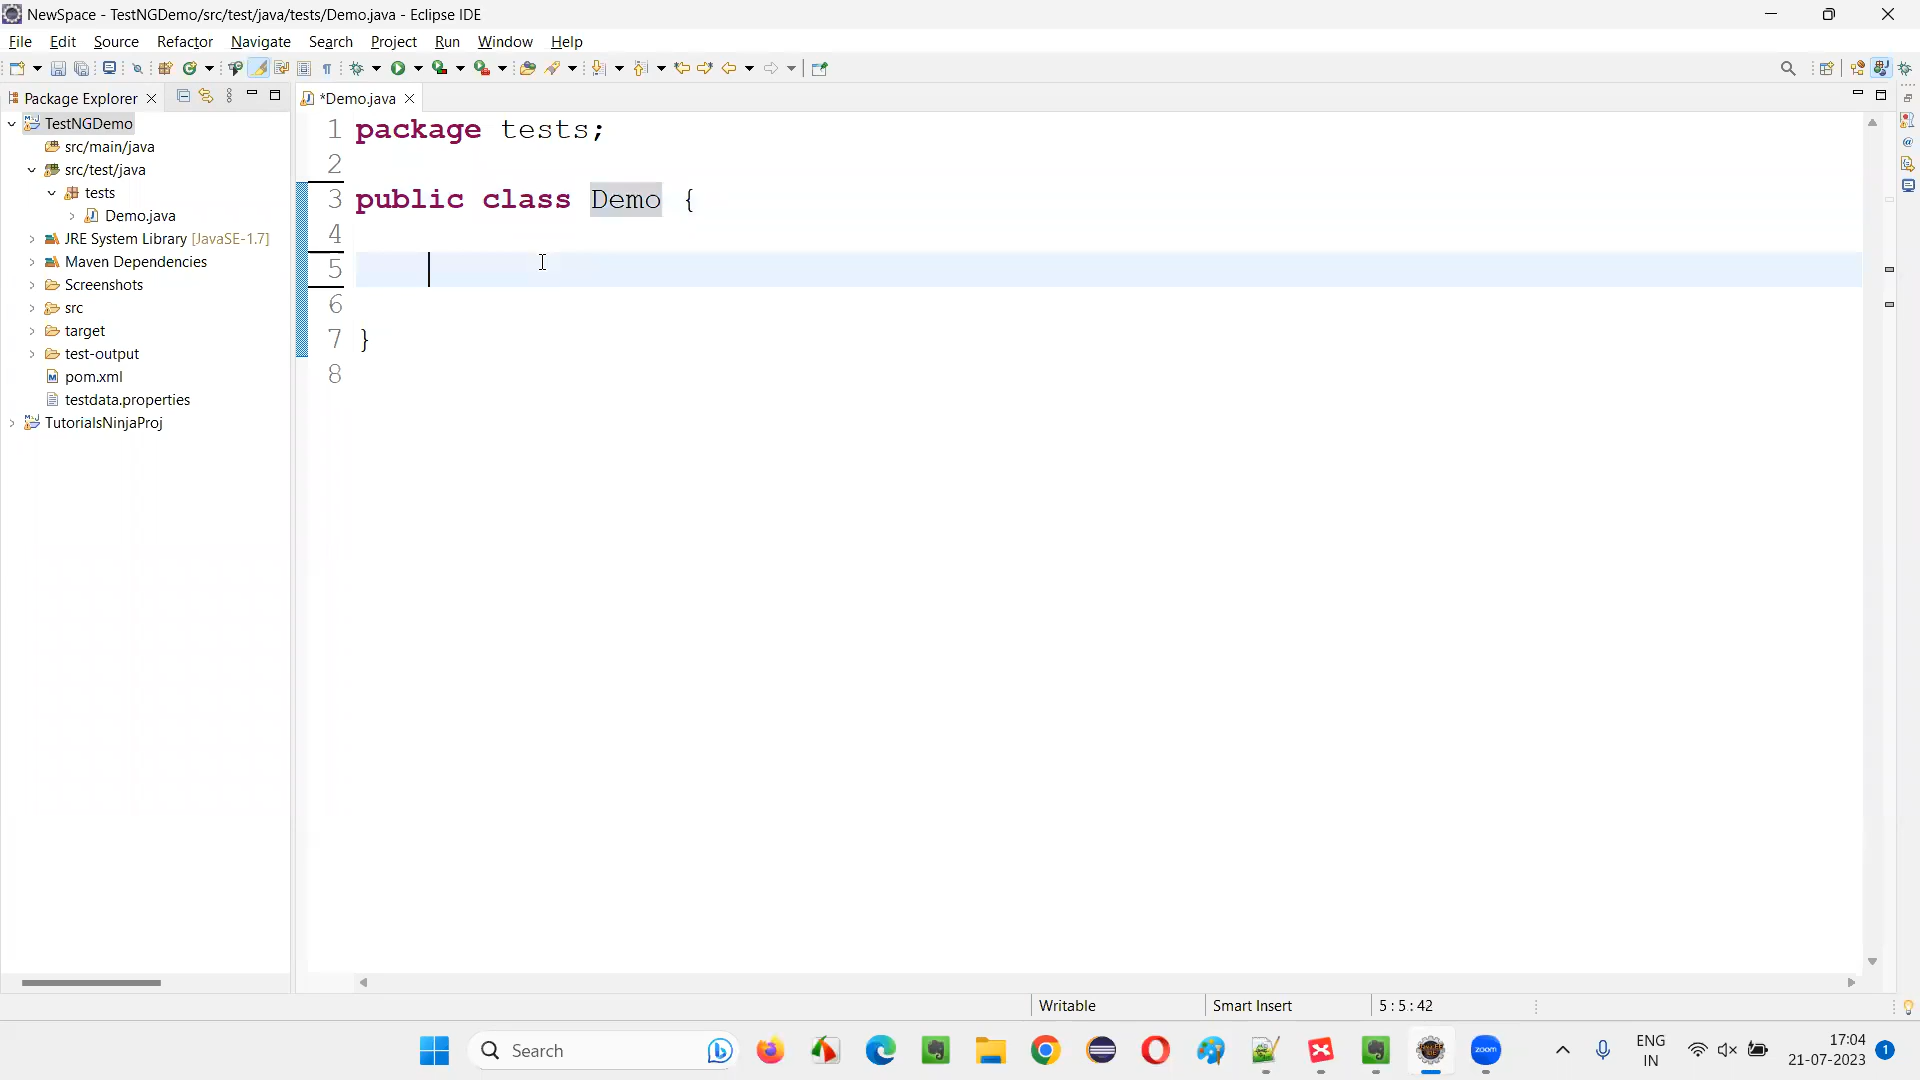 NewSpace - TestNGDemo/src/test/java/tests/Demo.java - Eclipse IDE
File Edit Source Refactor Navigate Search Project Run Window Help
Package Explorer
*Demo.java
TestNGDemo
src/main/java
src/test/java
tests
Demo.java
JRE System Library [JavaSE-1.7]
Maven Dependencies
Screenshots
src
target
test-output
pom.xml
testdata.properties
TutorialsNinjaProj
1 package tests;
2
3 public class Demo {
4
5
6
7 }
8
Writable Smart Insert 5 : 5 : 42
Search
zoom
ENG
IN
17:04
21-07-2023
1